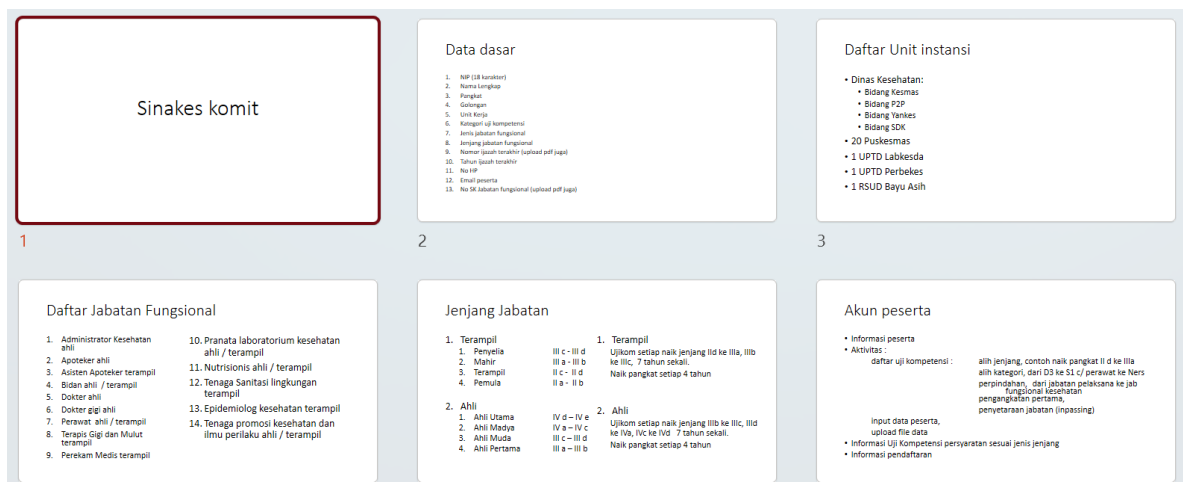 Sinakes komit
1
Data dasar
1. NIP (18 karakter)
2. Nama Lengkap
3. Pangkat
4. Golongan
5. Unit Kerja
6. Kategori uji kompetensi
7. Jenis jabatan fungsional
8. Jenjang jabatan fungsional
9. Nomor ijazah terakhir (upload pdf juga)
10. Tahun ijazah terakhir
11. No HP
12. Email peserta
13. No SK Jabatan fungsional (upload pdf juga)
2
Daftar Unit instansi
• Dinas Kesehatan:
• Bidang Kesmas
• Bidang P2P
• Bidang Yankes
• Bidang SDK
• 20 Puskesmas
• 1 UPTD Labkesda
• 1 UPTD Perbekes
• 1 RSUD Bayu Asih
3
Daftar Jabatan Fungsional
1. Administrator Kesehatan
ahli
2. Apoteker ahli
3. Asisten Apoteker terampil
4. Bidan ahli / terampil
5. Dokter ahli
6. Dokter gigi ahli
7. Perawat ahli / terampil
8. Terapis Gigi dan Mulut
terampil
9. Perekam Medis terampil
10. Pranata laboratorium kesehatan
ahli / terampil
11. Nutrisionis ahli / terampil
12. Tenaga Sanitasi lingkungan
terampil
13. Epidemiolog kesehatan terampil
14. Tenaga promosi kesehatan dan
ilmu perilaku ahli / terampil
Jenjang Jabatan
1. Terampil
1. Penyelia III c - III d
2. Mahir III a - III b
3. Terampil II c - II d
4. Pemula II a - II b
2. Ahli
1. Ahli Utama IV d – IV e
2. Ahli Madya IV a – IV c
3. Ahli Muda III c – III d
4. Ahli Pertama III a – III b
1. Terampil
Ujikom setiap naik jenjang IId ke IIIa, IIIb
ke IIIc, 7 tahun sekali.
Naik pangkat setiap 4 tahun
2. Ahli
Ujikom setiap naik jenjang IIIb ke IIIc, IIId
ke IVa, IVc ke IVd 7 tahun sekali.
Naik pangkat setiap 4 tahun
Akun peserta
• Informasi peserta
• Aktivitas :
daftar uji kompetensi : alih jenjang, contoh naik pangkat II d ke IIIa
alih kategori, dari D3 ke S1 c/ perawat ke Ners
perpindahan, dari jabatan pelaksana ke jab
fungsional kesehatan
pengangkatan pertama,
penyetaraan jabatan (inpassing)
input data peserta,
upload file data
• Informasi Uji Kompetensi persyaratan sesuai jenis jenjang
• Informasi pendaftaran